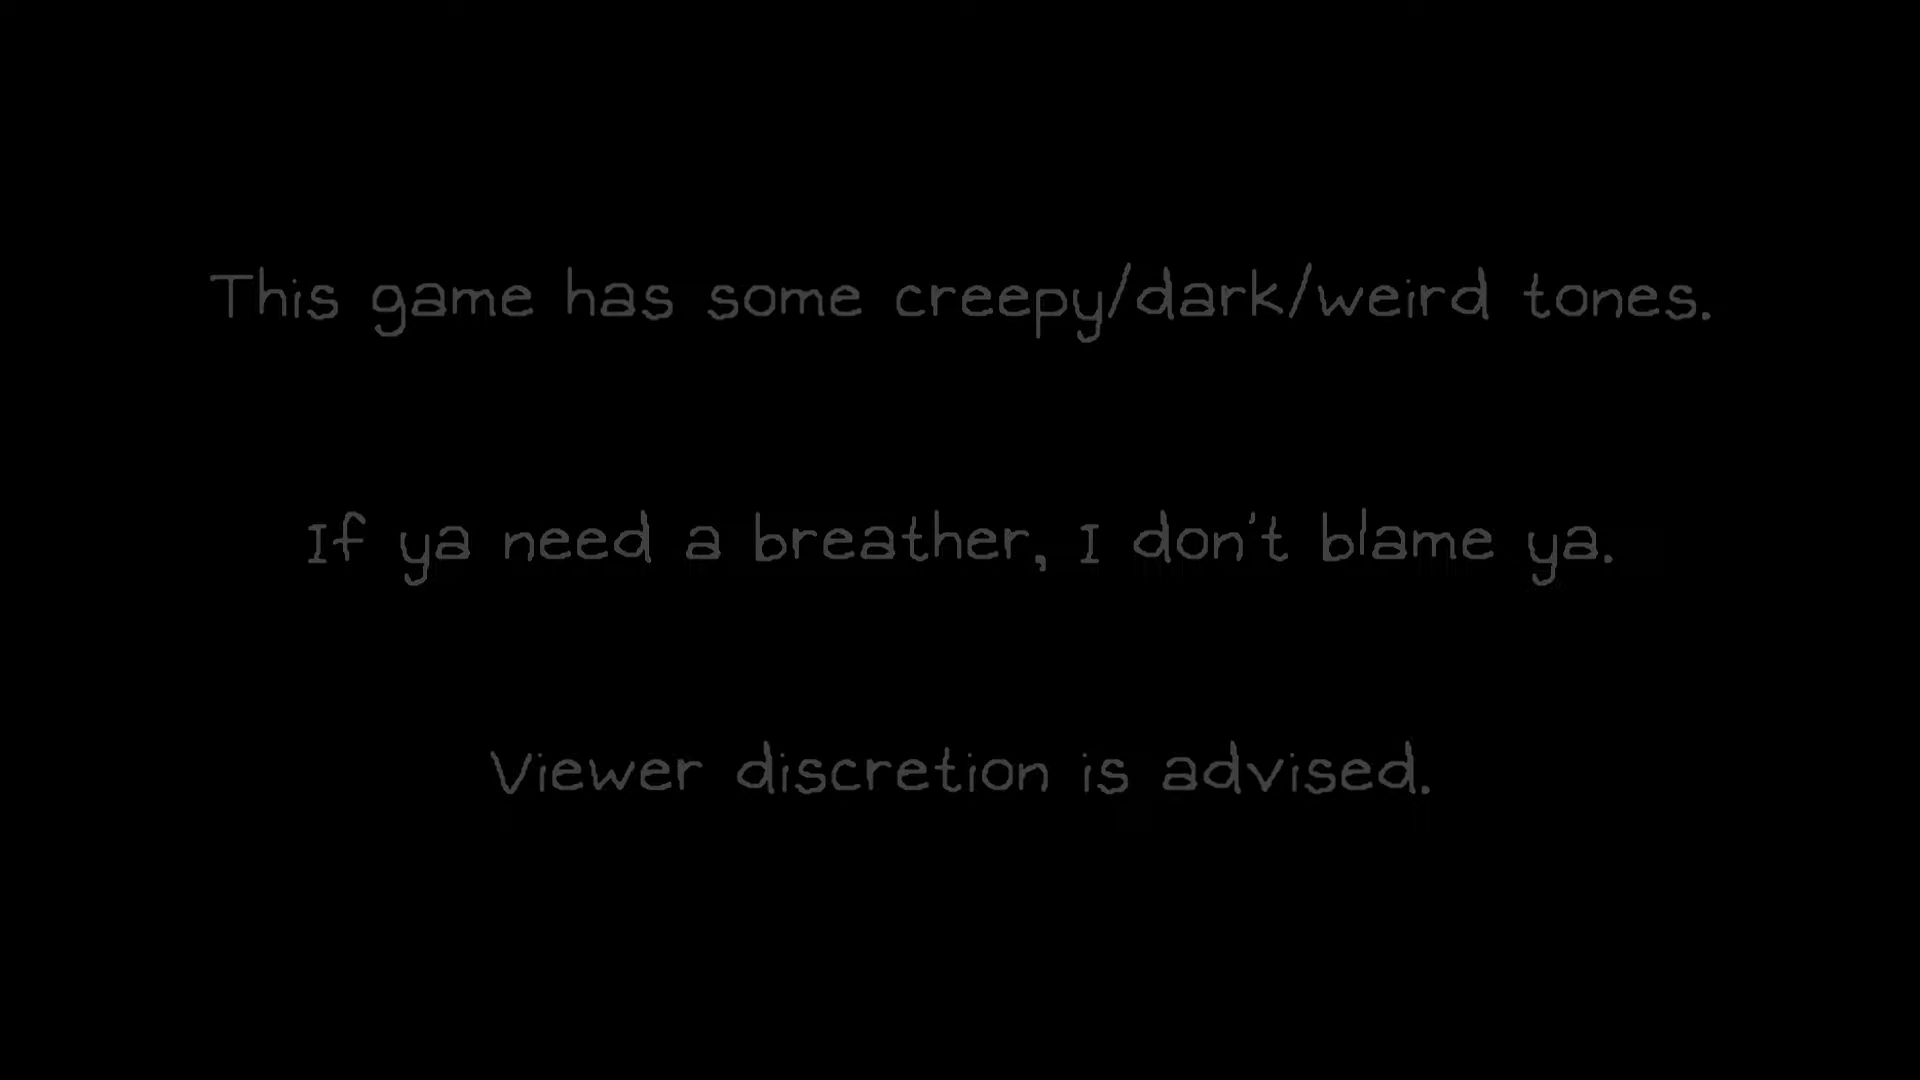 This game has some creepy/dark/weird tones.
If ya need a breather, I don't blame ya.
Viewer discretion is advised.